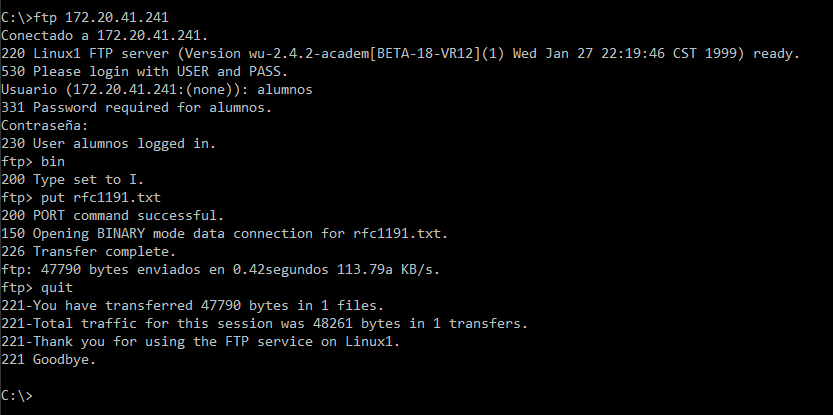 C:\>ftp 172.20.41.241
Conectado a 172.20.41.241.
220 Linux1 FTP server (Version wu-2.4.2-academ[BETA-18-VR12](1) Wed Jan 27 22:19:46 CST 1999) ready.
530 Please login with USER and PASS.
Usuario (172.20.41.241:(none)): alumnos
331 Password required for alumnos.
Contraseña:
230 User alumnos logged in.
ftp> bin
200 Type set to I.
ftp> put rfc1191.txt
200 PORT command successful.
150 Opening BINARY mode data connection for rfc1191.txt.
226 Transfer complete.
ftp: 47790 bytes enviados en 0.42segundos 113.79a KB/s.
ftp> quit
221-You have transferred 47790 bytes in 1 files.
221-Total traffic for this session was 48261 bytes in 1 transfers.
221-Thank you for using the FTP service on Linux1.
221 Goodbye.
C:\>